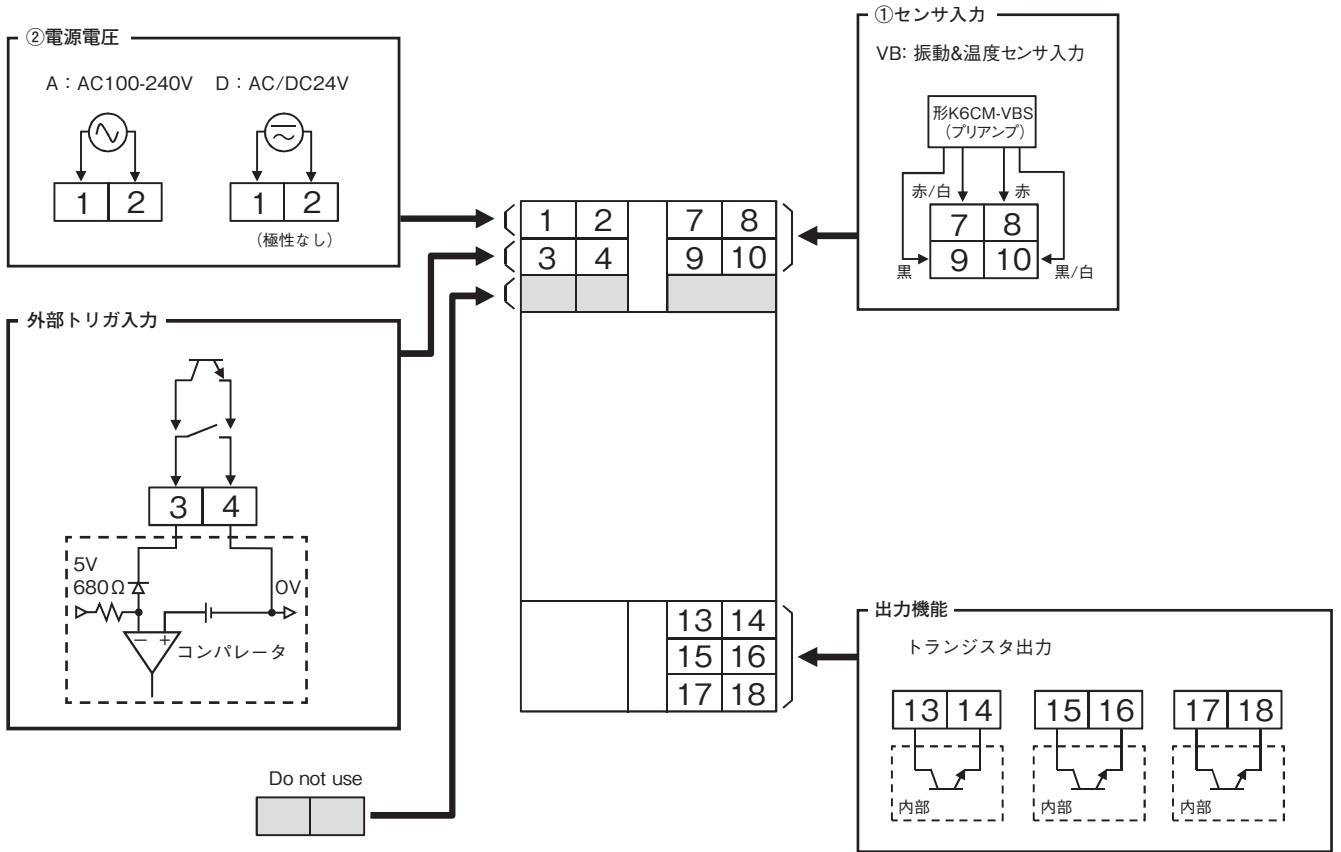 ②電源電圧
A：AC100-240V D：AC/DC24V
1 2
1 2
(極性なし)
外部トリガ入力
3 4
5V
680Ω
0V
- +
コンパレータ
Do not use
1 2 7 8
3 4 9 10
13 14
15 16
17 18
①センサ入力
VB: 振動&温度センサ入力
形K6CM-VBS
(プリアンプ)
赤/白 赤
7 8
9 10
黒 黒/白
出力機能
トランジスタ出力
13 14
15 16
17 18
内部
内部
内部